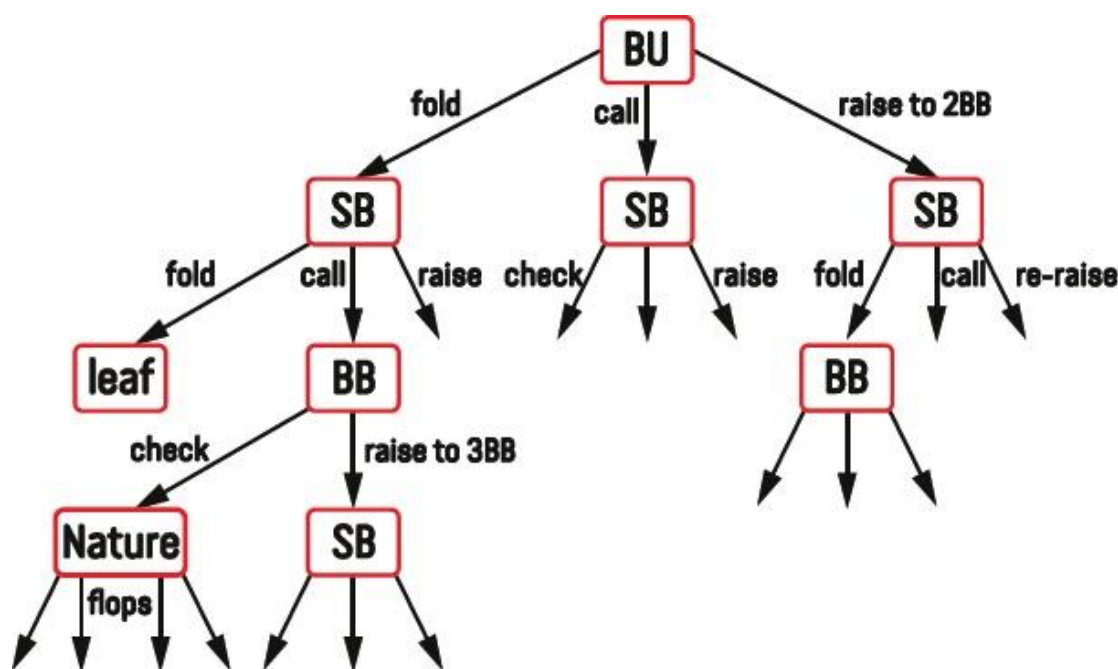 BU
fold
call
raise to 2BB
SB
SB
SB
fold
call
raise
check
raise
fold
call
re-raise
leaf
BB
BB
check
raise to 3BB
Nature
SB
flops